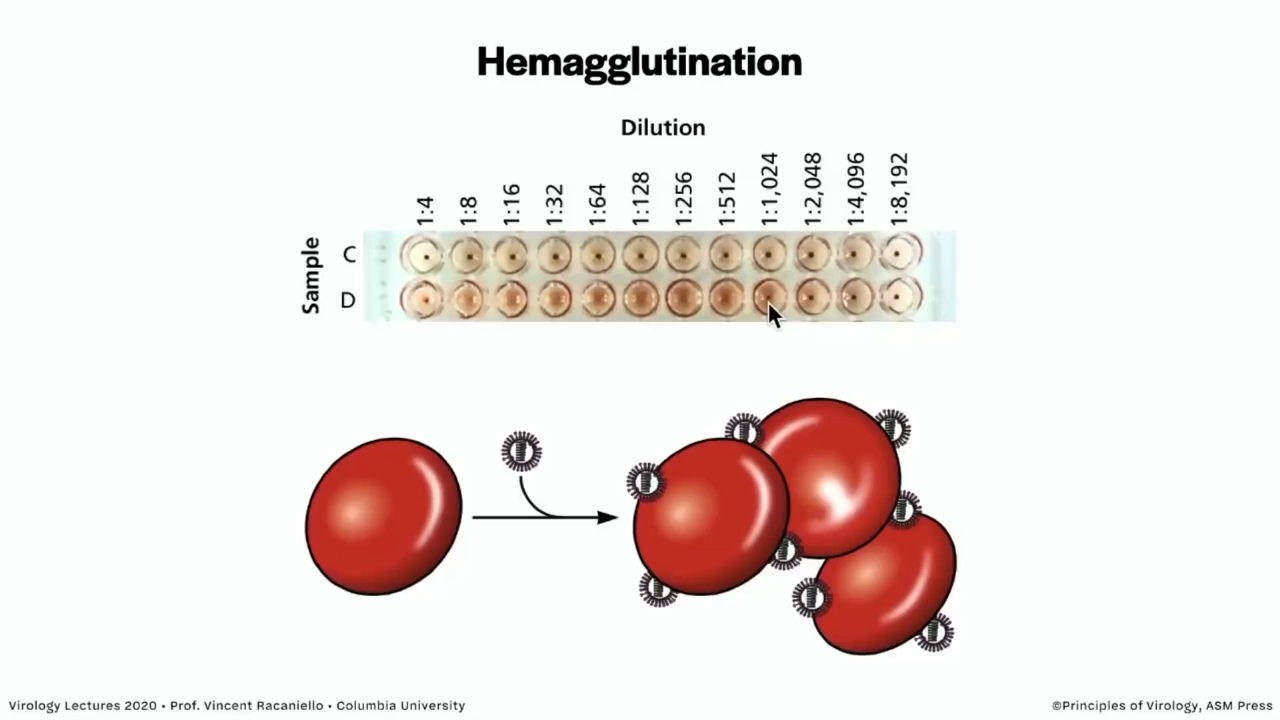 Hemagglutination
Dilution
1:4 1:8 1:16 1:32 1:64 1:128 1:256 1:512 1:1,024 1:2,048 1:4,096 1:8,192
Sample
C
D
Virology Lectures 2020 • Prof. Vincent Racaniello • Columbia University
©Principles of Virology, ASM Press